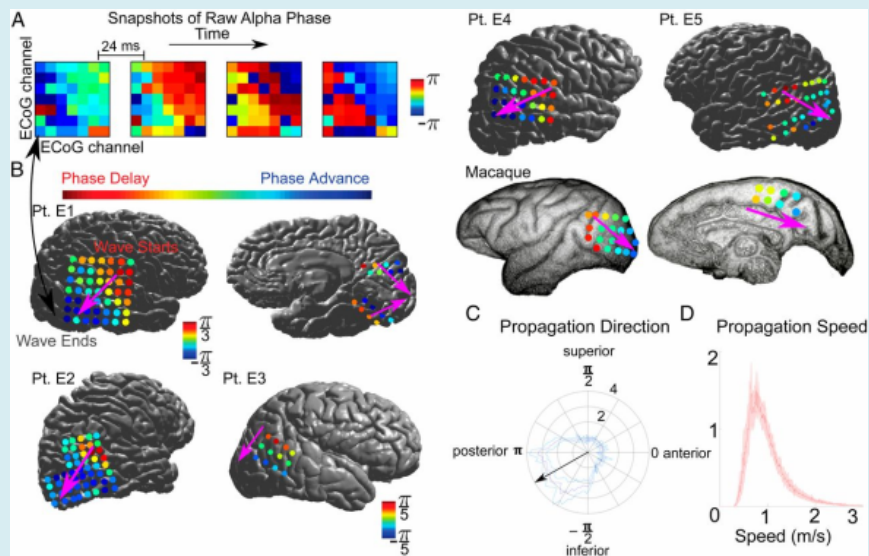 A
Snapshots of Raw Alpha Phase
Time
24 ms
ECoG channel
ECoG channel
π
-π
B
Phase Delay
Phase Advance
Pt. E1
Wave Starts
Wave Ends
π
3
-π
3
Pt. E2
Pt. E3
π
5
-π
5
Pt. E4
Pt. E5
Macaque
C
Propagation Direction
superior
π
2
4
2
posterior π
0 anterior
-π
2
inferior
D
Propagation Speed
2
1
0
1 2 3
Speed (m/s)